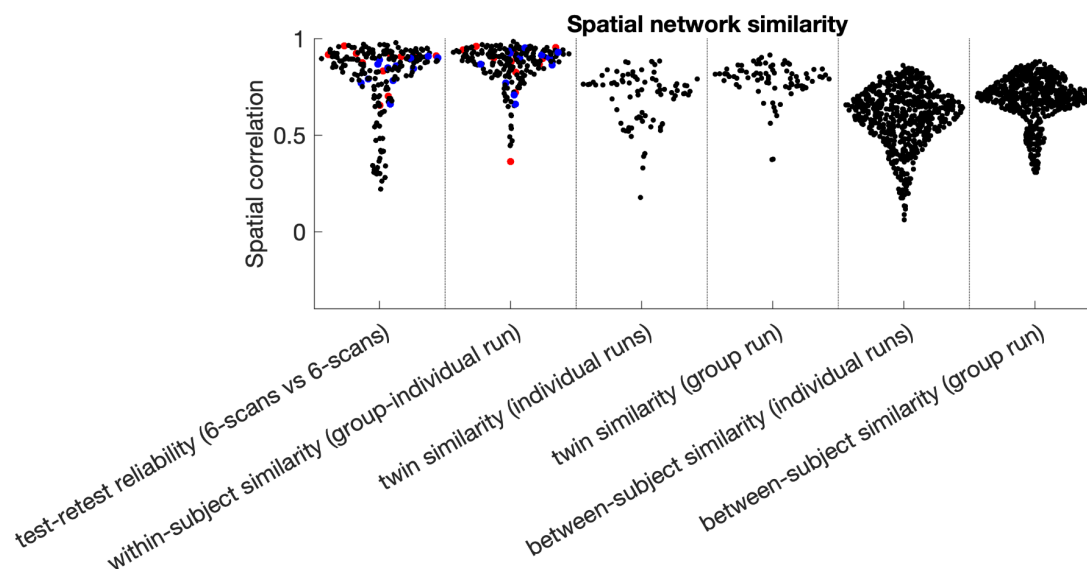 Spatial network similarity
Spatial correlation
1
0.5
0
test-retest reliability (6-scans vs 6-scans)
within-subject similarity (group-individual run)
twin similarity (individual runs)
twin similarity (group run)
between-subject similarity (individual runs)
between-subject similarity (group run)